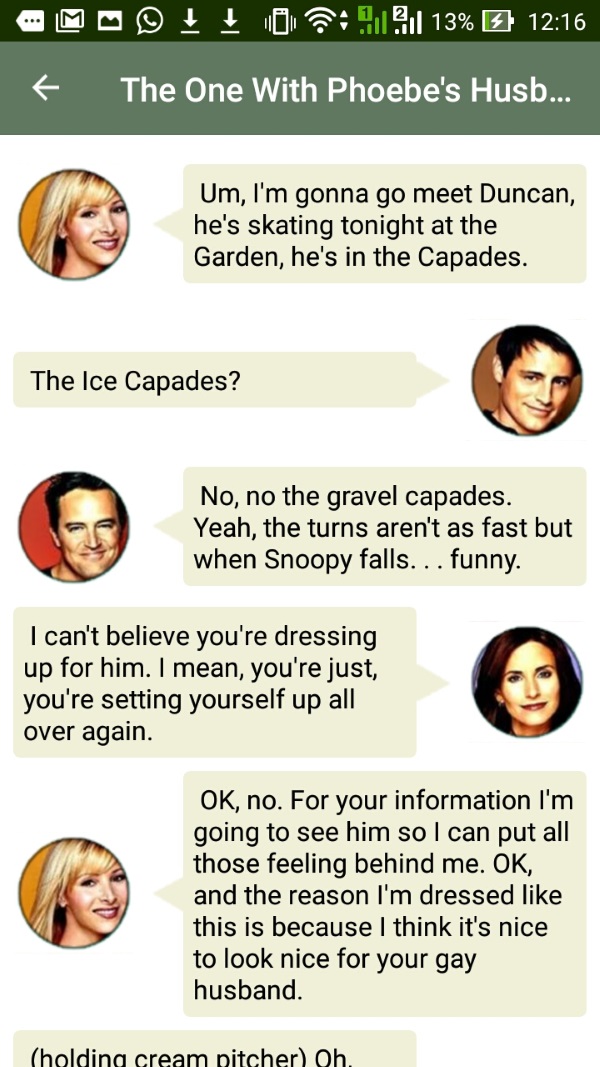 1 2 13% 12:16
The One With Phoebe's Husb...
Um, I'm gonna go meet Duncan,
he's skating tonight at the
Garden, he's in the Capades.
The Ice Capades?
No, no the gravel capades.
Yeah, the turns aren't as fast but
when Snoopy falls. . . funny.
I can't believe you're dressing
up for him. I mean, you're just,
you're setting yourself up all
over again.
OK, no. For your information I'm
going to see him so I can put all
those feeling behind me. OK,
and the reason I'm dressed like
this is because I think it's nice
to look nice for your gay
husband.
(holding cream pitcher) Oh,